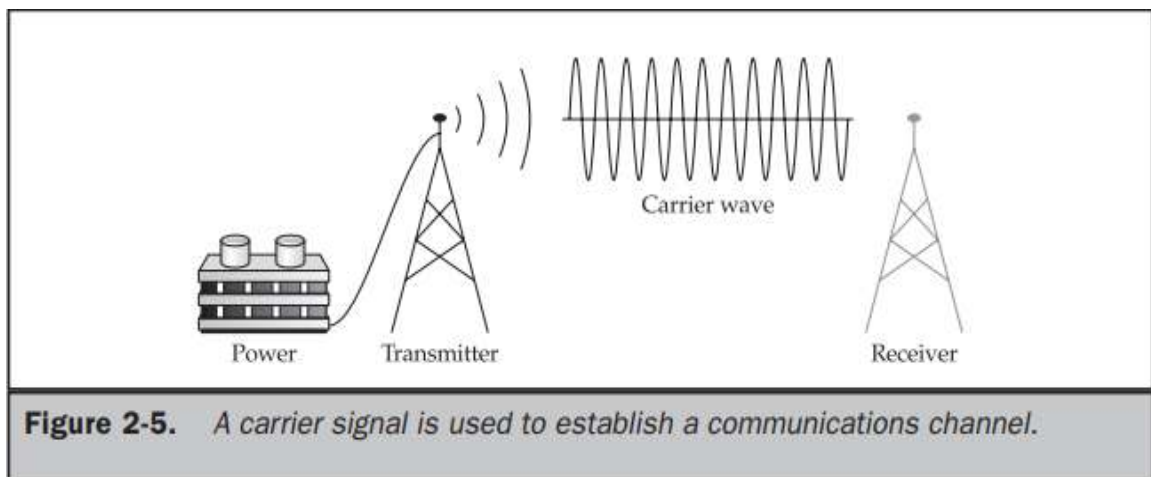 Carrier wave
Power
Transmitter
Receiver
Figure 2-5. A carrier signal is used to establish a communications channel.